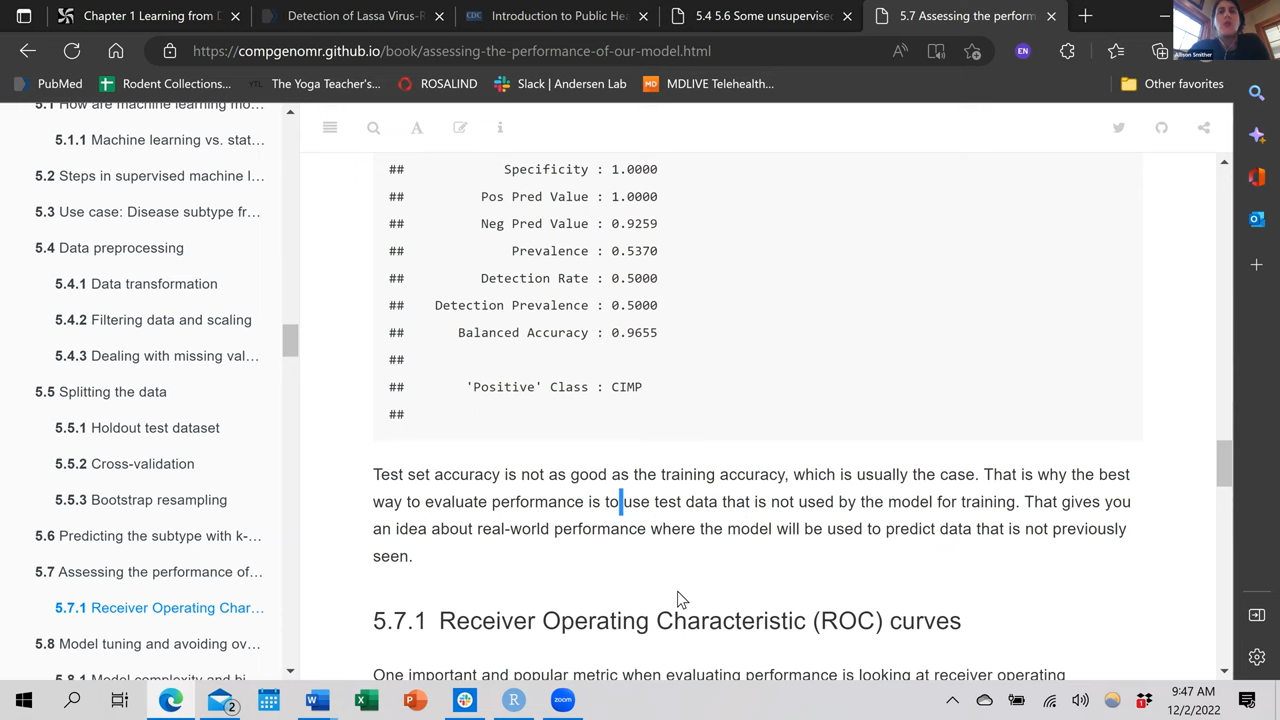 Chapter 1 Learning from D
Detection of Lassa Virus-R
CDC
Introduction to Public He
5.4 5.6 Some unsupervised
5.7 Assessing the perform
https://compgenomr.github.io/book/assessing-the-performance-of-our-model.html
EN
Allison Smither
PubMed
Rodent Collections...
YTL
The Yoga Teacher's...
ROSALIND
Slack | Andersen Lab
MD
MDLIVE Telehealth...
Other favorites
5.1 How are machine learning mo...
5.1.1 Machine learning vs. stat...
5.2 Steps in supervised machine l...
5.3 Use case: Disease subtype fr...
5.4 Data preprocessing
5.4.1 Data transformation
5.4.2 Filtering data and scaling
5.4.3 Dealing with missing val...
5.5 Splitting the data
5.5.1 Holdout test dataset
5.5.2 Cross-validation
5.5.3 Bootstrap resampling
5.6 Predicting the subtype with k-...
5.7 Assessing the performance of...
5.7.1 Receiver Operating Char...
5.8 Model tuning and avoiding ov...
## Specificity : 1.0000
## Pos Pred Value : 1.0000
## Neg Pred Value : 0.9259
## Prevalence : 0.5370
## Detection Rate : 0.5000
## Detection Prevalence : 0.5000
## Balanced Accuracy : 0.9655
##
## 'Positive' Class : CIMP
##
Test set accuracy is not as good as the training accuracy, which is usually the case. That is why the best
way to evaluate performance is to use test data that is not used by the model for training. That gives you
an idea about real-world performance where the model will be used to predict data that is not previously
seen.
5.7.1 Receiver Operating Characteristic (ROC) curves
One important and popular metric when evaluating performance is looking at receiver operating
2
zoom
1
9:47 AM
12/2/2022